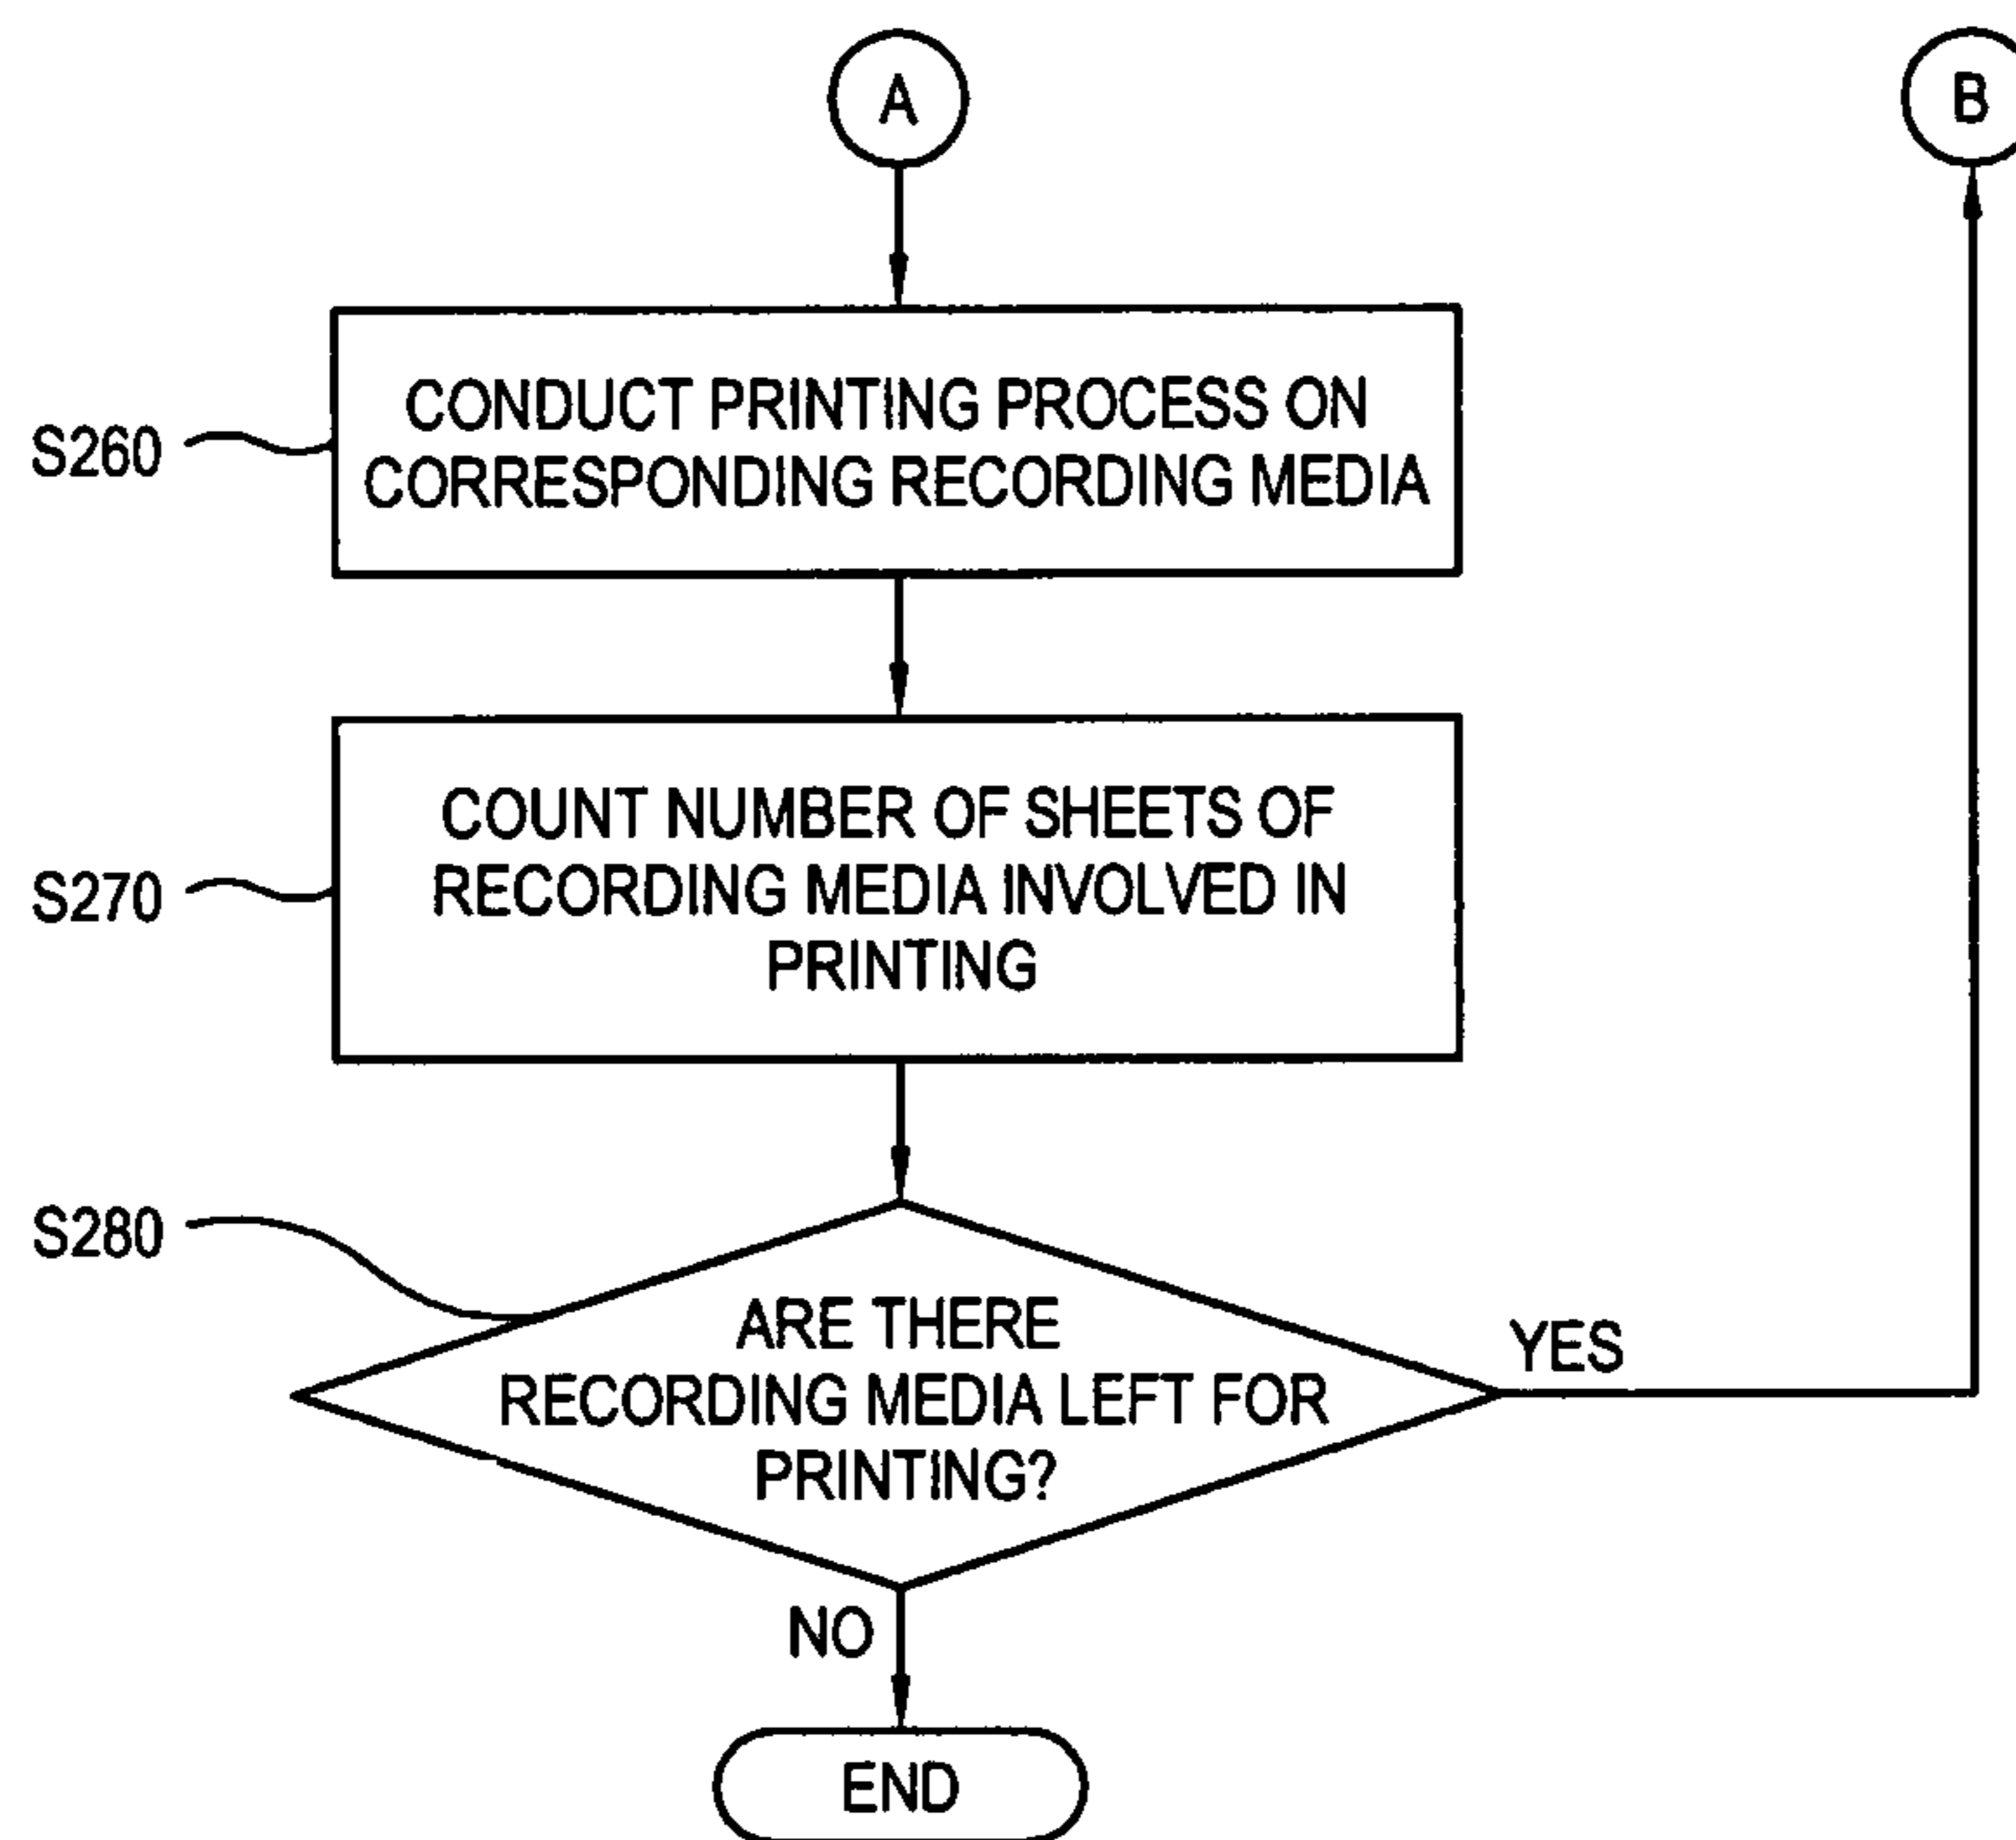 A
B
S260
CONDUCT PRINTING PROCESS ON
CORRESPONDING RECORDING MEDIA
S270
COUNT NUMBER OF SHEETS OF
RECORDING MEDIA INVOLVED IN
PRINTING
S280
ARE THERE
RECORDING MEDIA LEFT FOR
PRINTING?
YES
NO
END